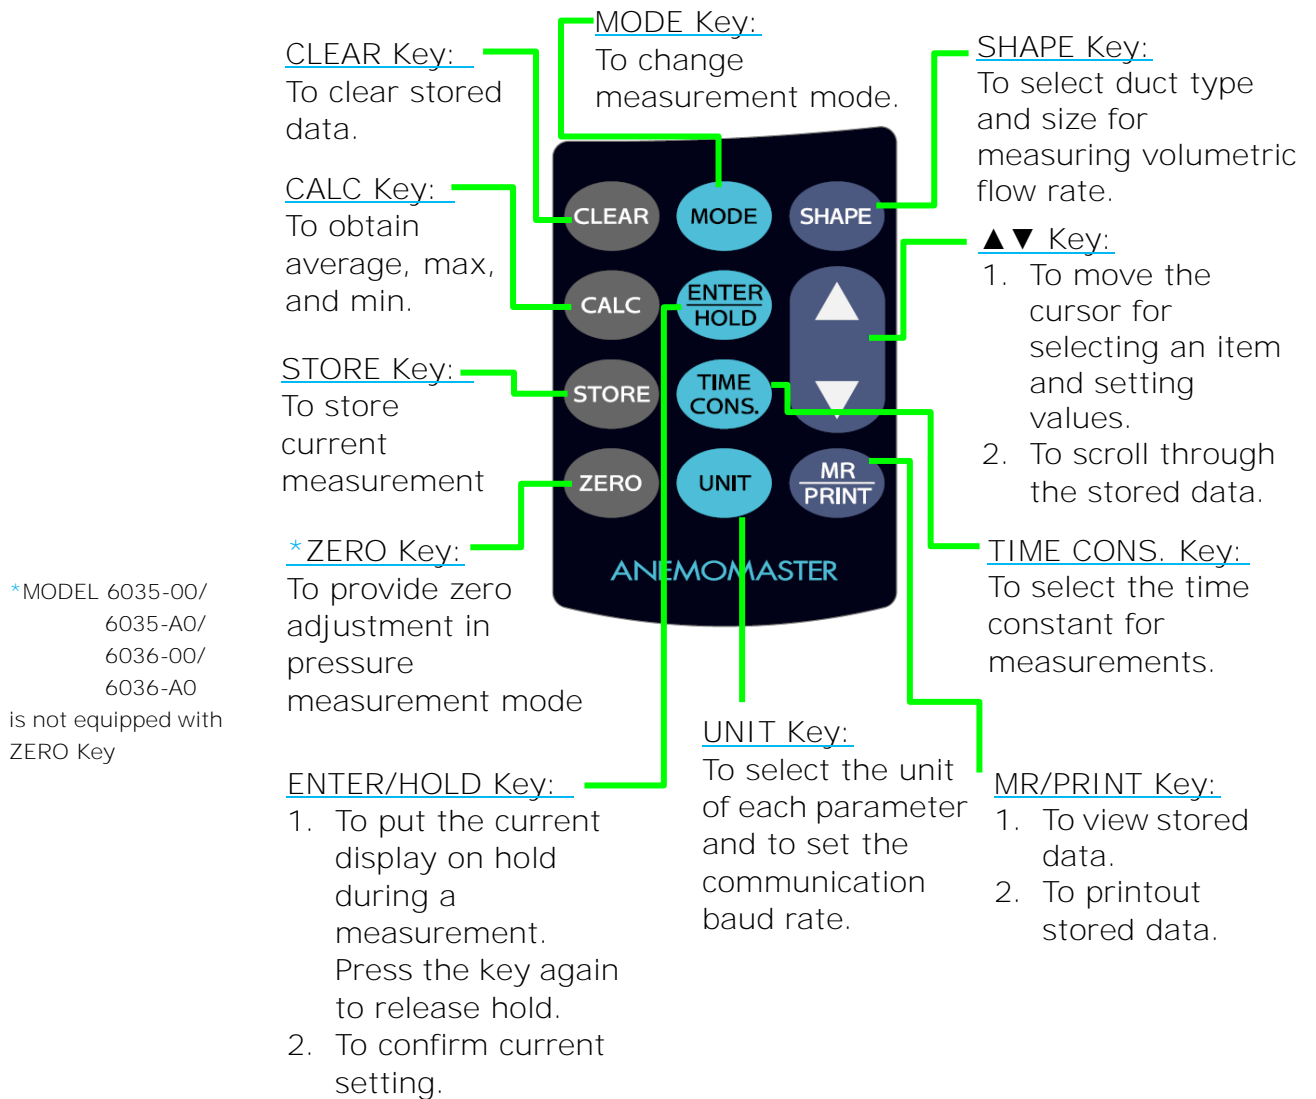 MODE Key:
To change
measurement mode.
CLEAR Key:
To clear stored
data.
SHAPE Key:
To select duct type
and size for
measuring volumetric
flow rate.
CALC Key:
To obtain
average, max,
and min.
▲▼ Key:
1. To move the
cursor for
selecting an item
and setting
values.
2. To scroll through
the stored data.
STORE Key:
To store
current
measurement
CLEAR
MODE
SHAPE
CALC
ENTER
HOLD
▲
STORE
TIME
CONS.
▼
ZERO
UNIT
MR
PRINT
ANEMOMASTER
*ZERO Key:
To provide zero
adjustment in
pressure
measurement mode
TIME CONS. Key:
To select the time
constant for
measurements.
*MODEL 6035-00/
6035-A0/
6036-00/
6036-A0
is not equipped with
ZERO Key
ENTER/HOLD Key:
1. To put the current
display on hold
during a
measurement.
Press the key again
to release hold.
2. To confirm current
setting.
UNIT Key:
To select the unit
of each parameter
and to set the
communication
baud rate.
MR/PRINT Key:
1. To view stored
data.
2. To printout
stored data.